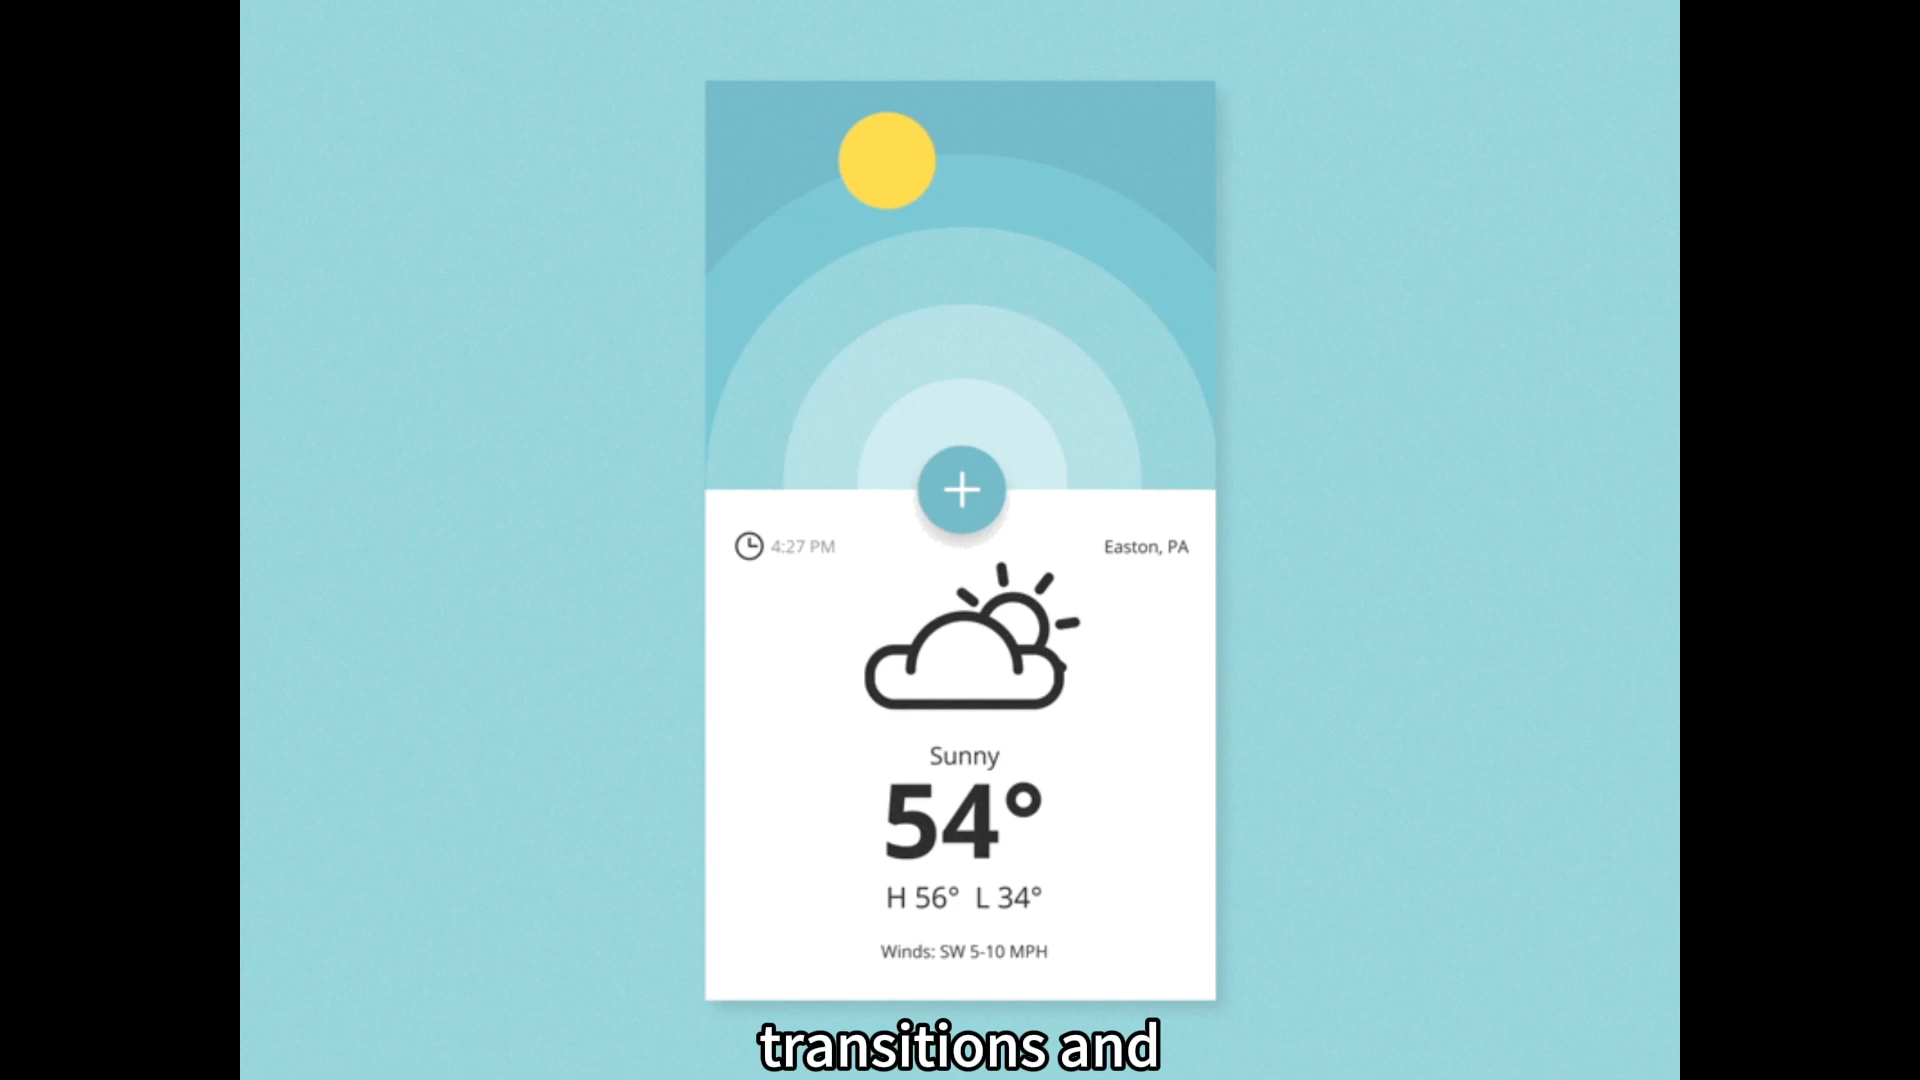 4:27 PM
Easton, PA
Sunny
54°
H 56° L 34°
Winds: SW 5-10 MPH
transitions and